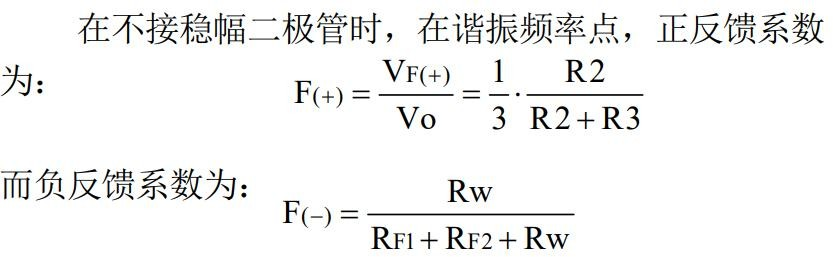 在不接稳幅二极管时，在谐振频率点，正反馈系数
为： F(+) = VF(+) / Vo = 1/3 · R2 / (R2 + R3)
而负反馈系数为： F(−) = Rw / (RF1 + RF2 + Rw)